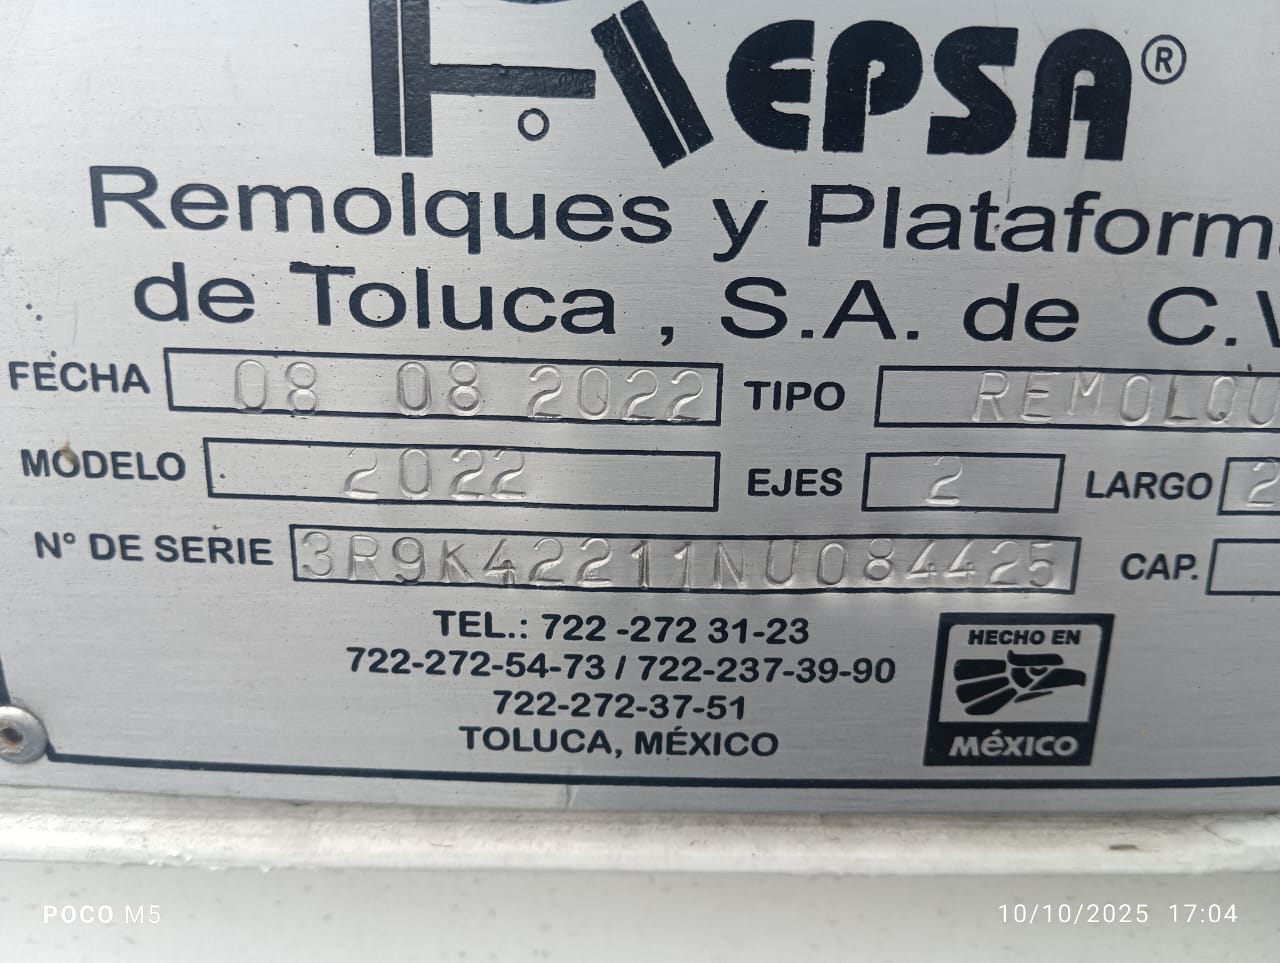 REPSA®
Remolques y Plataform
de Toluca , S.A. de C.V
FECHA 08 08 2022 TIPO REMOLQU
MODELO 2022 EJES 2 LARGO 2
N° DE SERIE 3R9K42211NU084425 CAP.
TEL.: 722 -272 31-23
722-272-54-73 / 722-237-39-90
722-272-37-51
TOLUCA, MÉXICO
HECHO EN
MéXICO
POCO M5
10/10/2025 17:04